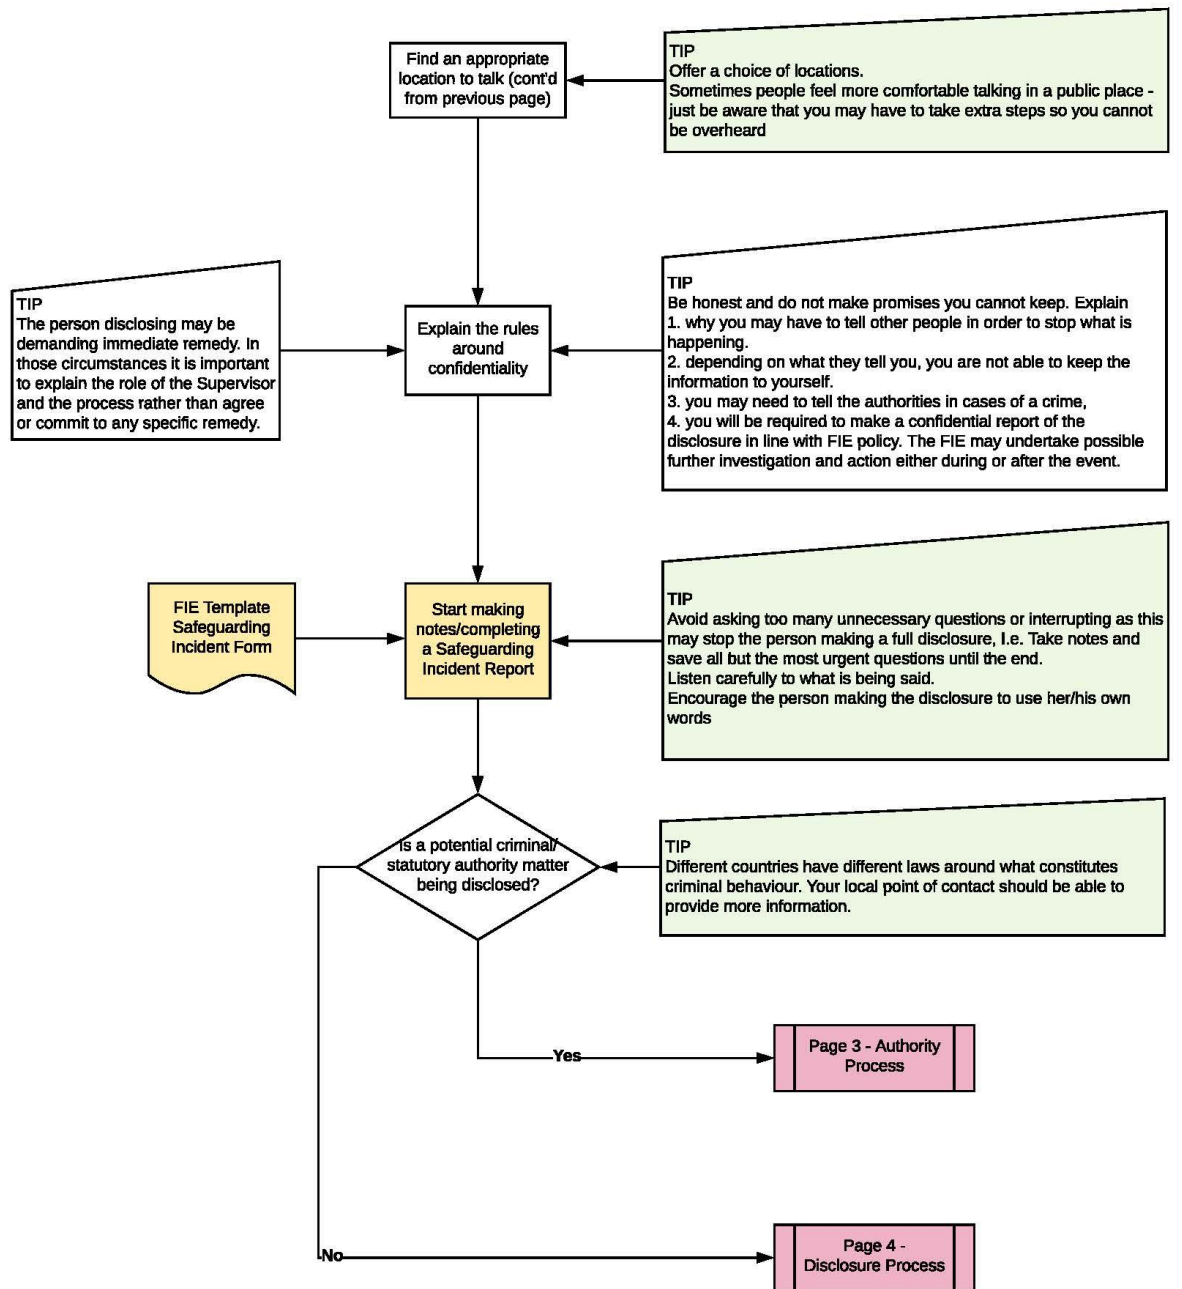 Find an appropriate
location to talk (cont'd
from previous page)
TIP
Offer a choice of locations.
Sometimes people feel more comfortable talking in a public place -
just be aware that you may have to take extra steps so you cannot
be overheard
TIP
The person disclosing may be
demanding immediate remedy. In
those circumstances it is important
to explain the role of the Supervisor
and the process rather than agree
or commit to any specific remedy.
Explain the rules
around
confidentiality
TIP
Be honest and do not make promises you cannot keep. Explain
1. why you may have to tell other people in order to stop what is
happening.
2. depending on what they tell you, you are not able to keep the
information to yourself.
3. you may need to tell the authorities in cases of a crime,
4. you will be required to make a confidential report of the
disclosure in line with FIE policy. The FIE may undertake possible
further investigation and action either during or after the event.
FIE Template
Safeguarding
Incident Form
Start making
notes/completing
a Safeguarding
Incident Report
TIP
Avoid asking too many unnecessary questions or interrupting as this
may stop the person making a full disclosure, I.e. Take notes and
save all but the most urgent questions until the end.
Listen carefully to what is being said.
Encourage the person making the disclosure to use her/his own
words
Is a potential criminal/
statutory authority matter
being disclosed?
TIP
Different countries have different laws around what constitutes
criminal behaviour. Your local point of contact should be able to
provide more information.
Yes
Page 3 - Authority
Process
No
Page 4 -
Disclosure Process